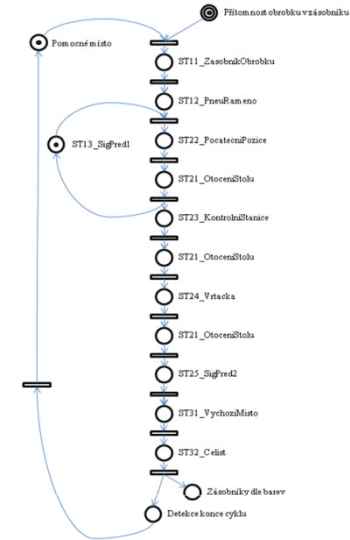 Přítomnost obrobku v zásobníku
Pomocné místo
ST11_ZasobnikObrobku
ST12_PneuRameno
ST13_SigPred1
ST22_PocatecniPozice
ST21_OtoceniStolu
ST23_KontrolniStanice
ST21_OtoceniStolu
ST24_Vrtacka
ST21_OtoceniStolu
ST25_SigPred2
ST31_VychoziMisto
ST32_Celist
Zásobníky dle barev
Detekce konce cyklu